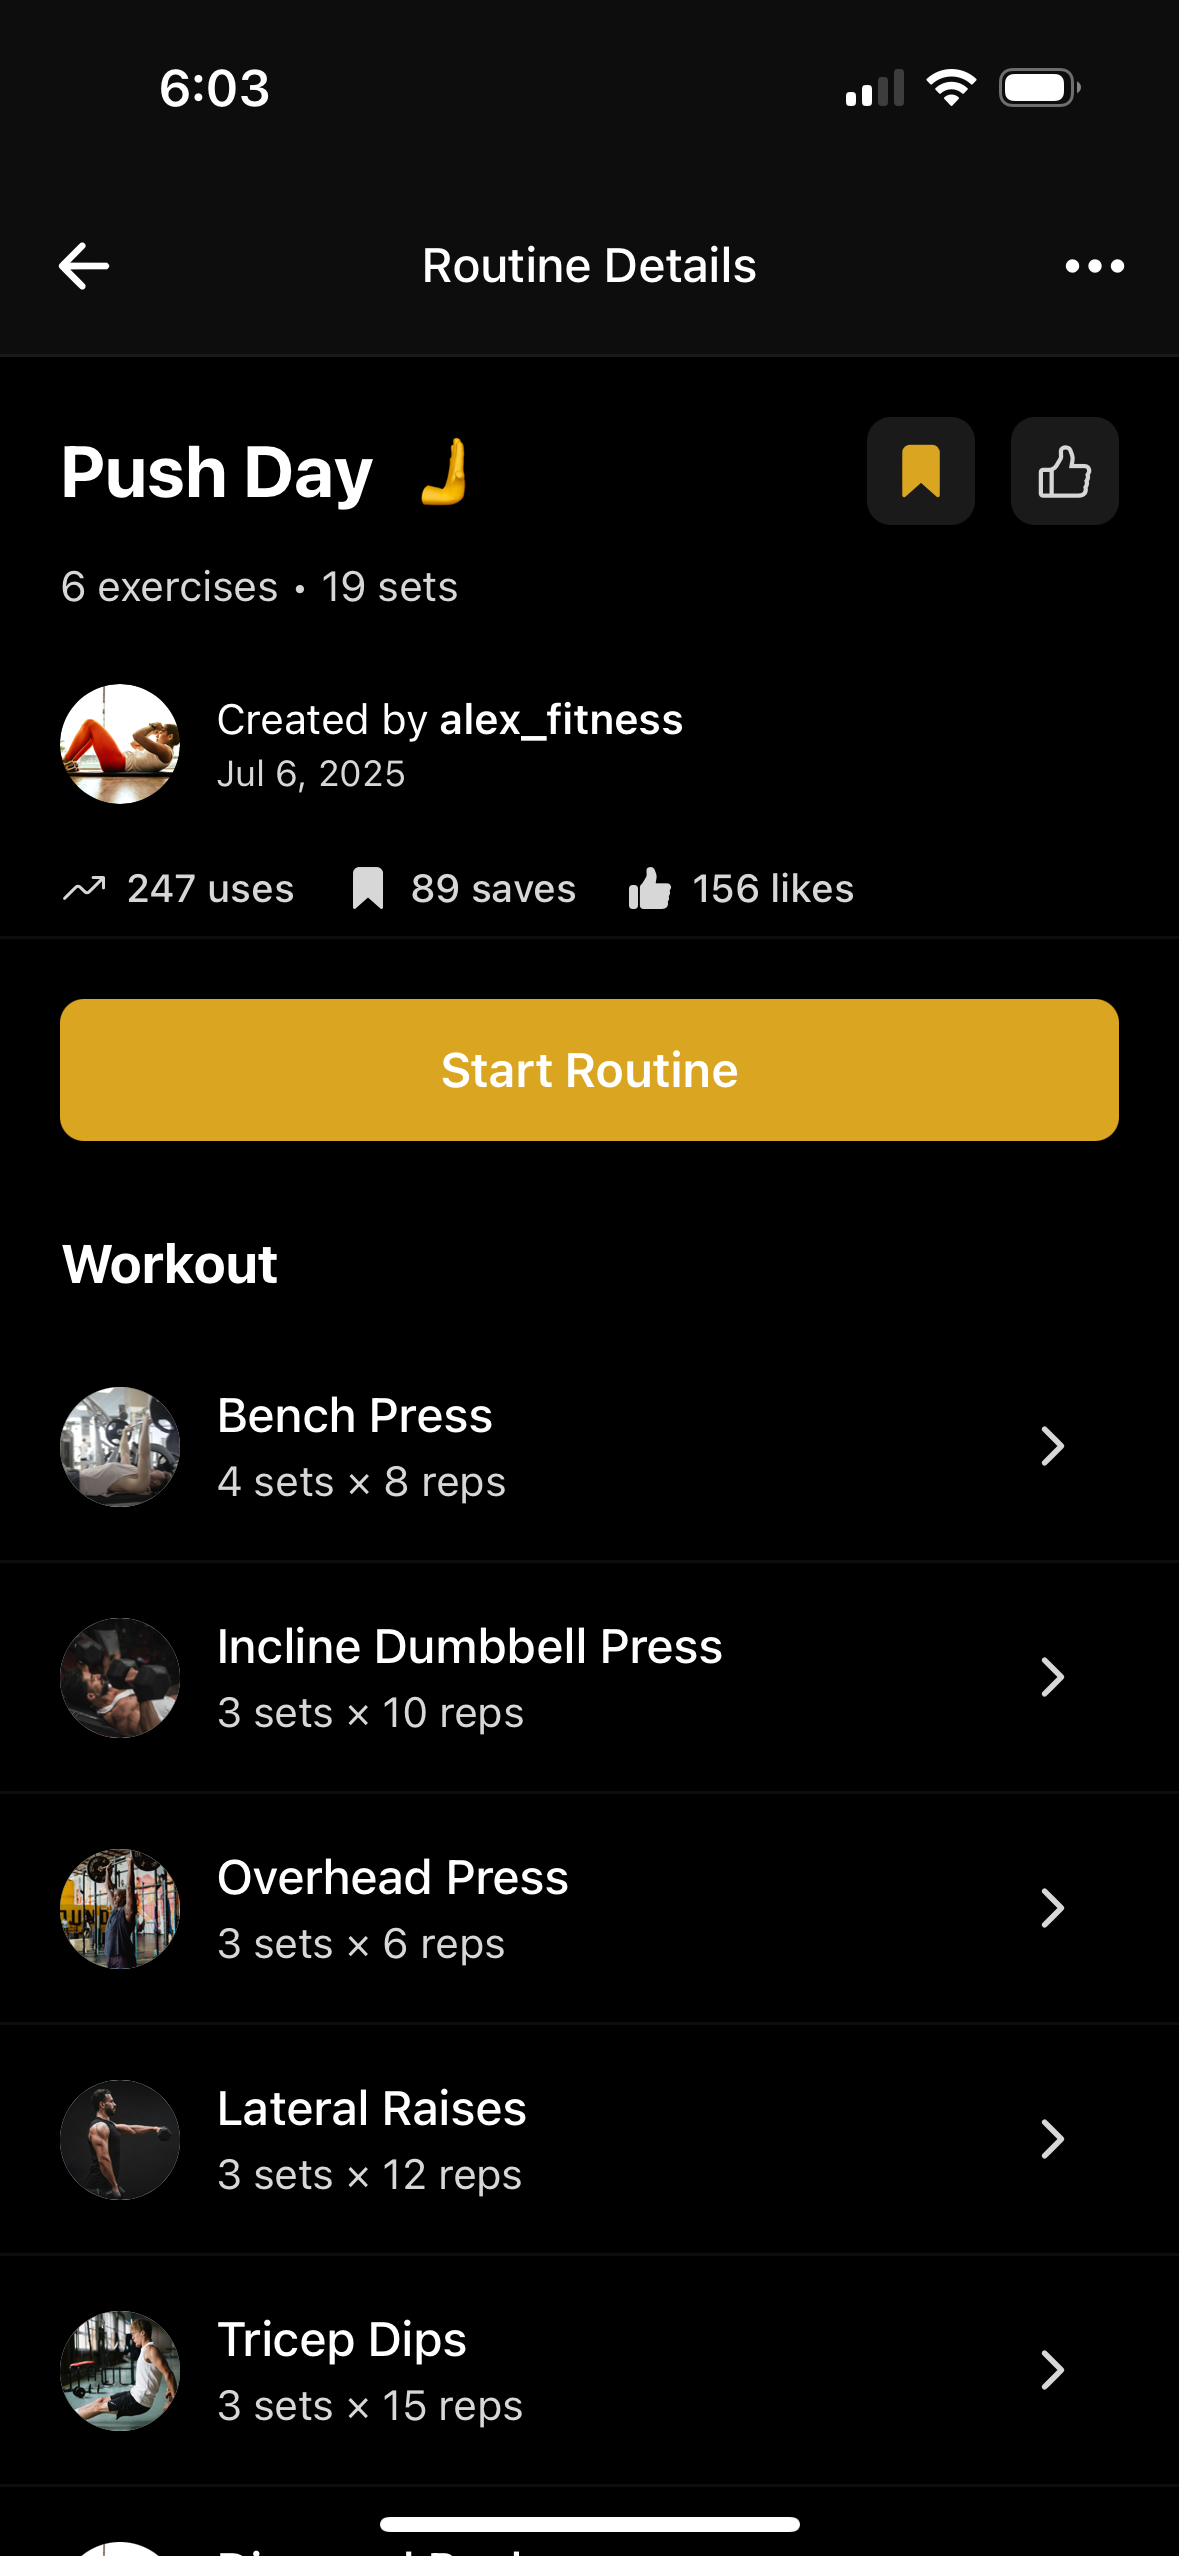 6:03
Routine Details
Push Day
6 exercises • 19 sets
Created by alex_fitness
Jul 6, 2025
247 uses
89 saves
156 likes
Start Routine
Workout
Bench Press
4 sets × 8 reps
Incline Dumbbell Press
3 sets × 10 reps
Overhead Press
3 sets × 6 reps
Lateral Raises
3 sets × 12 reps
Tricep Dips
3 sets × 15 reps